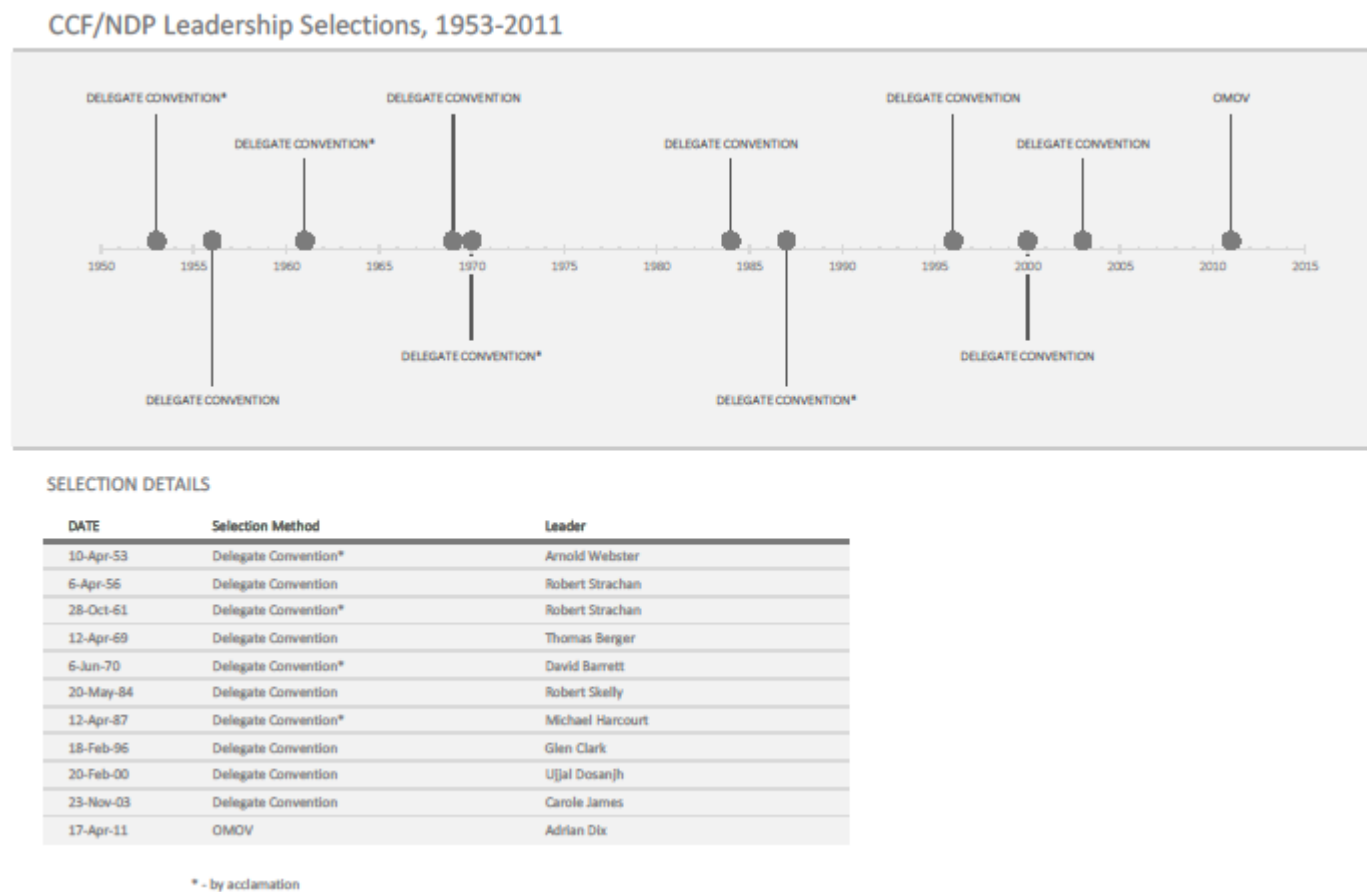 CCF/NDP Leadership Selections, 1953-2011
DELEGATE CONVENTION* DELEGATE CONVENTION DELEGATE CONVENTION OMOV
DELEGATE CONVENTION* DELEGATE CONVENTION DELEGATE CONVENTION
1950 1955 1960 1965 1970 1975 1980 1985 1990 1995 2000 2005 2010 2015
DELEGATE CONVENTION* DELEGATE CONVENTION
DELEGATE CONVENTION DELEGATE CONVENTION*
SELECTION DETAILS
DATE Selection Method Leader
10-Apr-53 Delegate Convention* Arnold Webster
6-Apr-56 Delegate Convention Robert Strachan
28-Oct-61 Delegate Convention* Robert Strachan
12-Apr-69 Delegate Convention Thomas Berger
6-Jun-70 Delegate Convention* David Barrett
20-May-84 Delegate Convention Robert Skelly
12-Apr-87 Delegate Convention* Michael Harcourt
18-Feb-96 Delegate Convention Glen Clark
20-Feb-00 Delegate Convention Ujjal Dosanjh
23-Nov-03 Delegate Convention Carole James
17-Apr-11 OMOV Adrian Dix
* - by acclamation